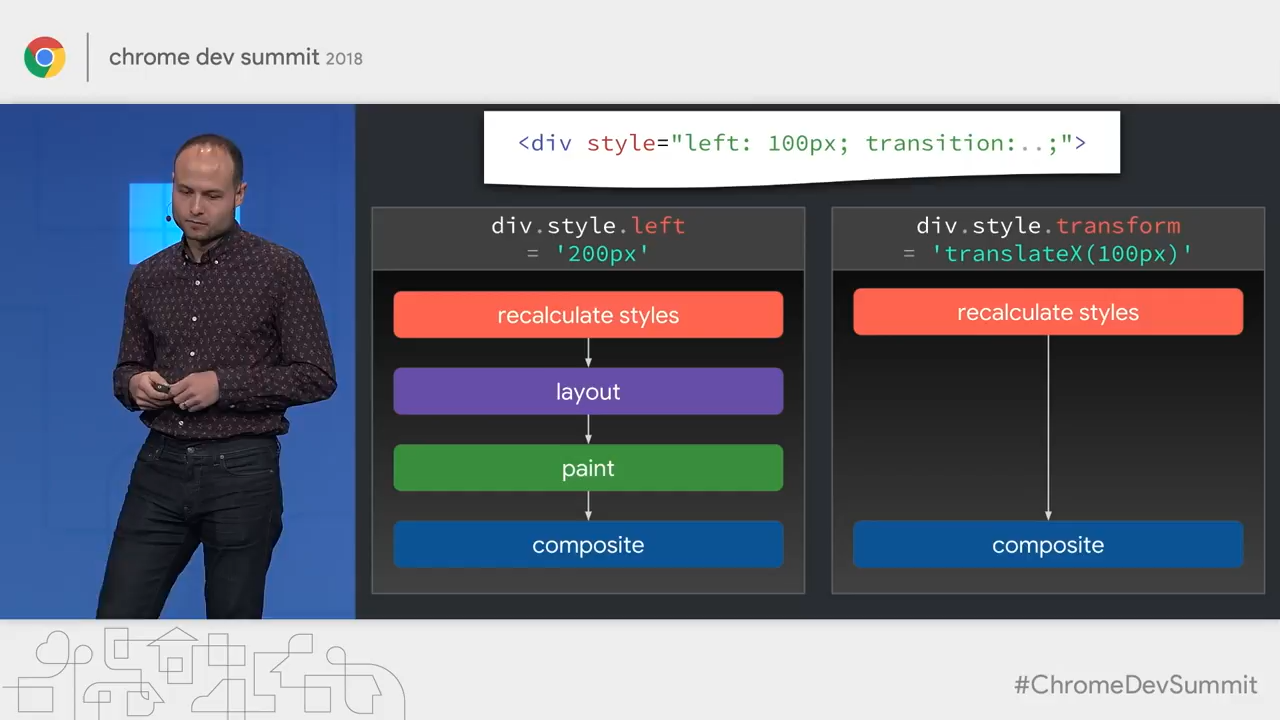 chrome dev summit 2018
<div style="left: 100px; transition:..;">
div.style.left
= '200px'
recalculate styles
layout
paint
composite
div.style.transform
= 'translateX(100px)'
recalculate styles
composite
#ChromeDevSummit